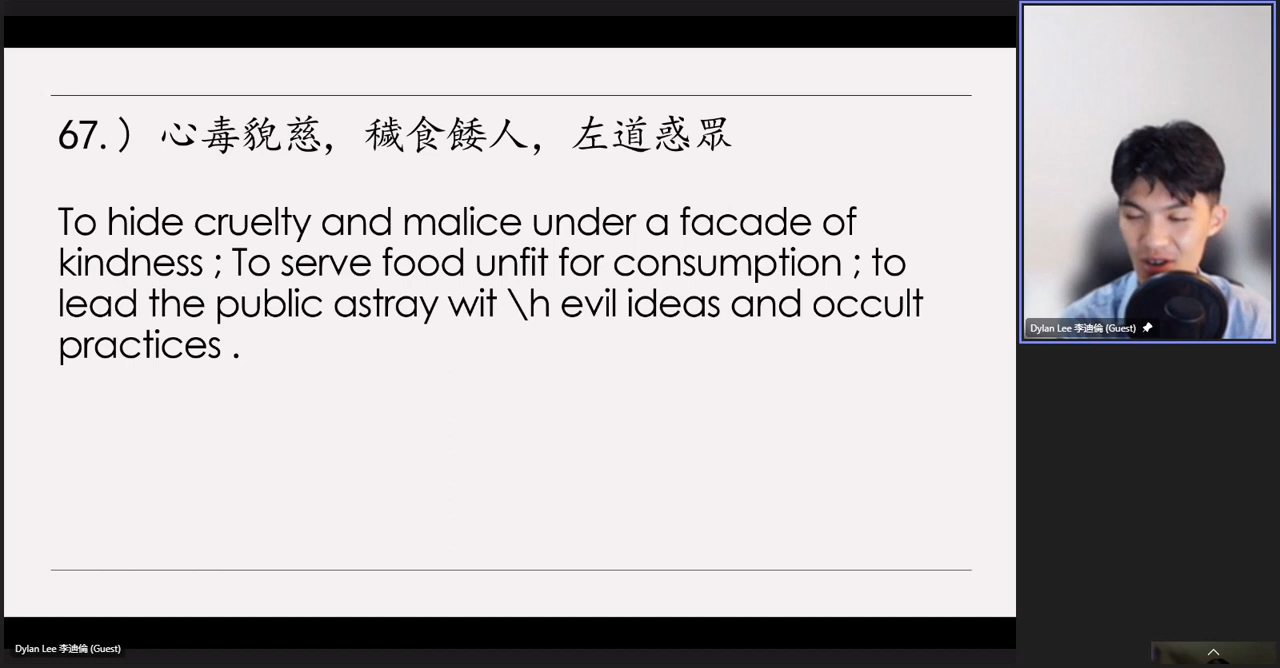 67.）心毒貌慈，穢食餧人，左道惑眾
To hide cruelty and malice under a facade of
kindness ; To serve food unfit for consumption ; to
lead the public astray wit \h evil ideas and occult
practices .
Dylan Lee 李迪倫 (Guest)
Dylan Lee 李迪倫 (Guest)